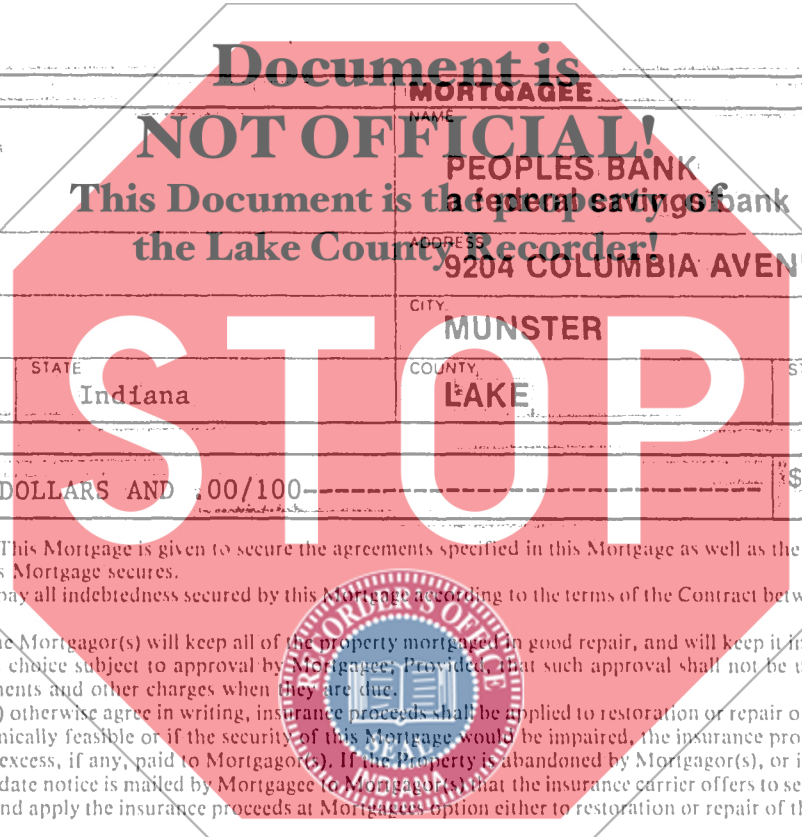 Document is
MORTGAGEE
NAME
NOT OFFICIAL!
PEOPLES BANK
This Document is the property of
a federal savings bank
the Lake County Recorder!
ADDRESS
9204 COLUMBIA AVEN
CITY
MUNSTER
STATE
COUNTY
Indiana
LAKE
STOP
DOLLARS AND .00/100
$
This Mortgage is given to secure the agreements specified in this Mortgage as well as the
s Mortgage secures.
pay all indebtedness secured by this Mortgage according to the terms of the Contract betw
e Mortgagor(s) will keep all of the property mortgaged in good repair, and will keep it in
choice subject to approval by Mortgagee; Provided, that such approval shall not be u
ents and other charges when they are due.
) otherwise agree in writing, insurance proceeds shall be applied to restoration or repair o
nically feasible or if the security of this Mortgage would be impaired, the insurance pro
excess, if any, paid to Mortgagor(s). If the Property is abandoned by Mortgagor(s), or i
date notice is mailed by Mortgagee to Mortgagor(s) that the insurance carrier offers to se
nd apply the insurance proceeds at Mortgagees option either to restoration or repair of th
RECORDER'S OFFICE
SEAL
INDIANA